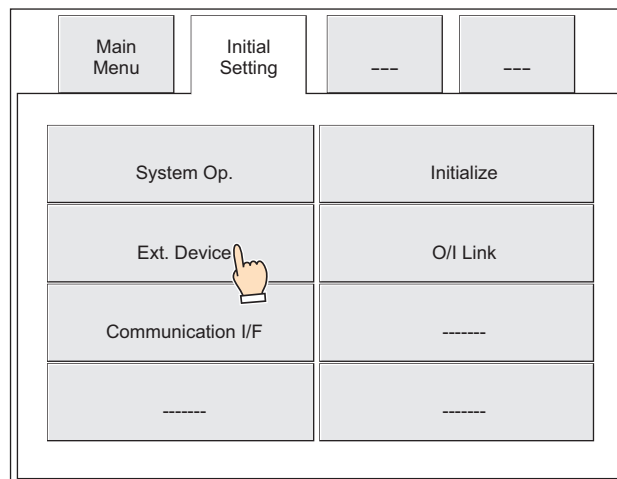 Main
Menu
Initial
Setting
---
---
System Op.
Initialize
Ext. Device
O/I Link
Communication I/F
-------
-------
-------